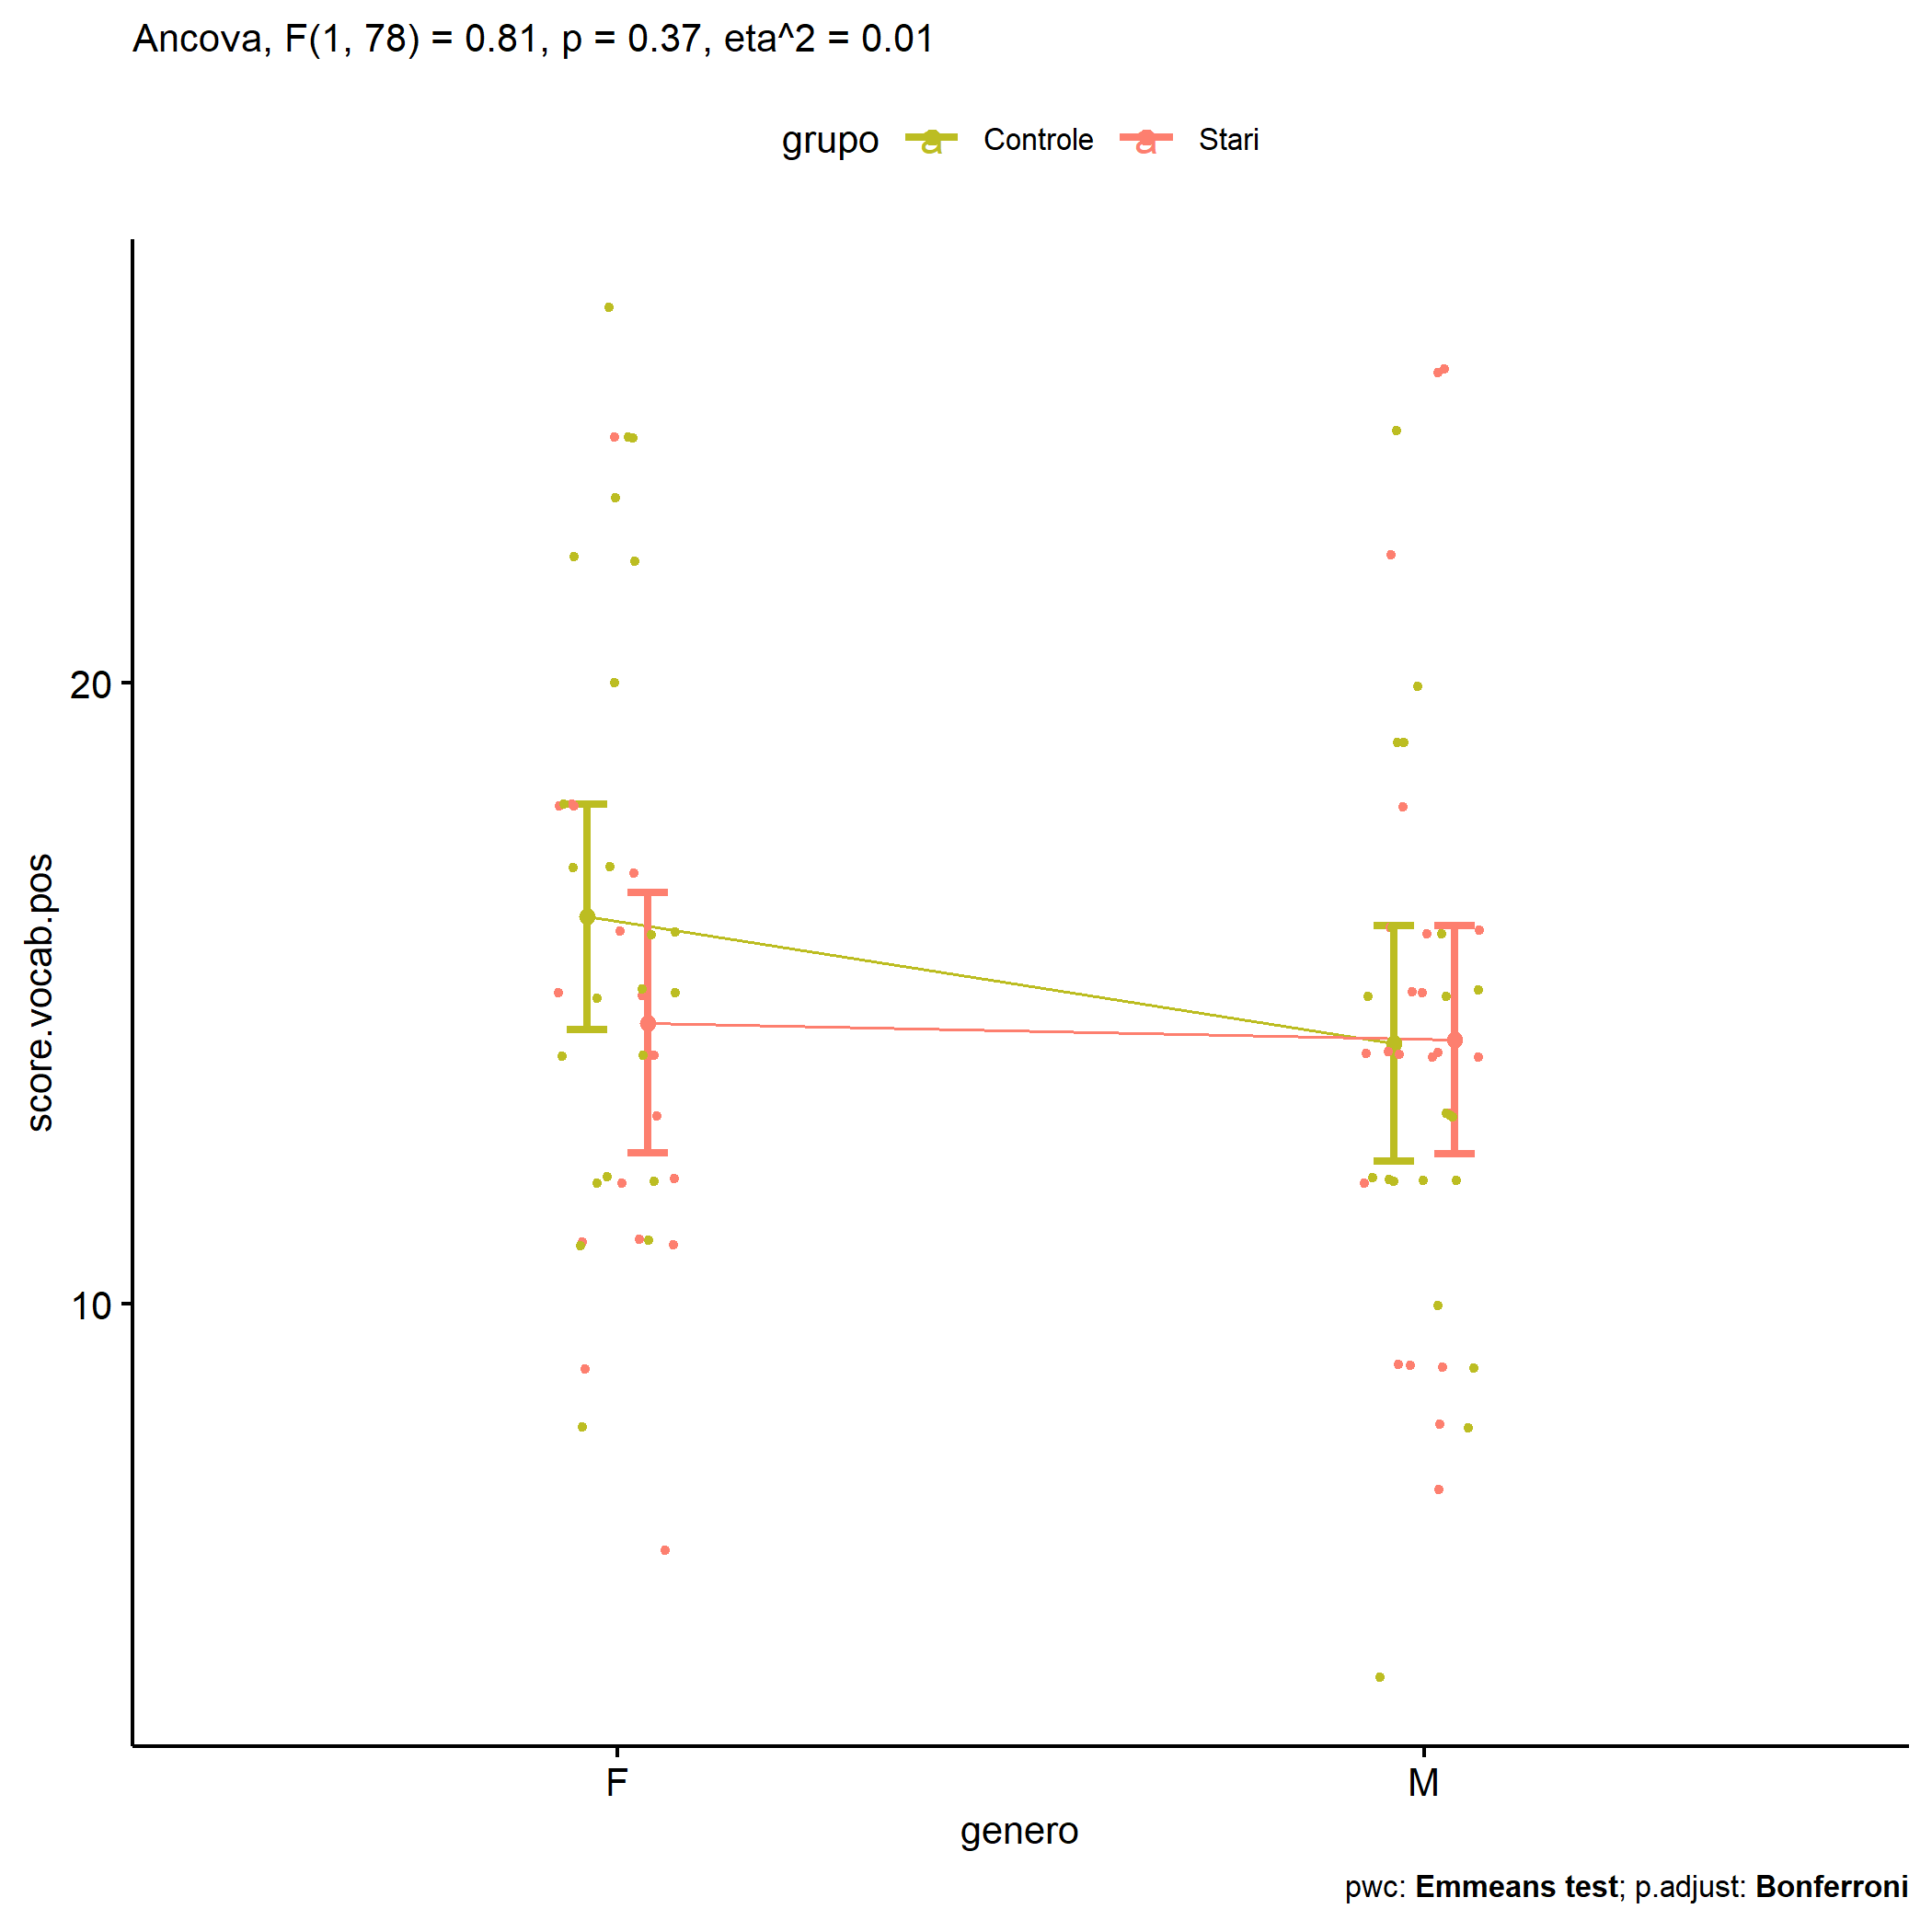 Ancova, F(1, 78) = 0.81, p = 0.37, eta^2 = 0.01
grupo a Controle a Stari
score.vocab.pos
20
10
F M
genero
pwc: Emmeans test; p.adjust: Bonferroni